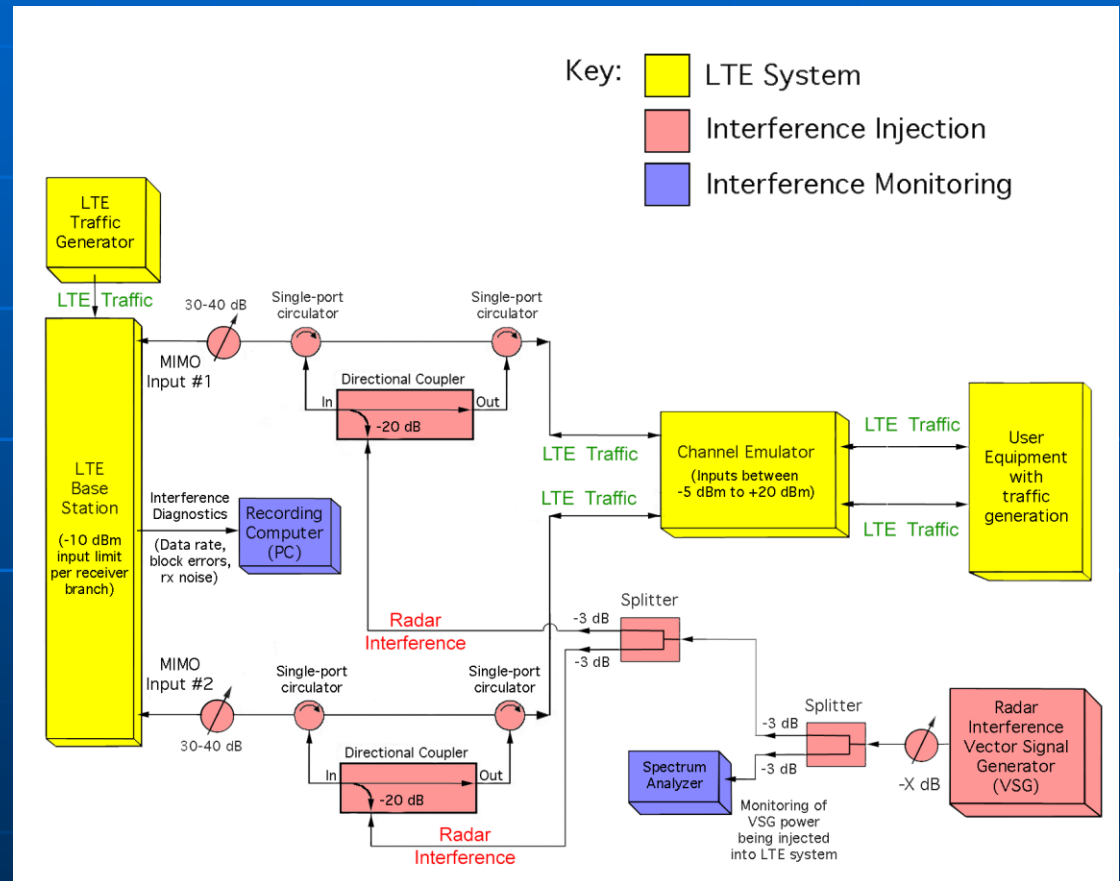 Key:
LTE System
Interference Injection
Interference Monitoring
LTE
Traffic
Generator
LTE Traffic
30-40 dB
Single-port
circulator
Single-port
circulator
MIMO
Input #1
Directional Coupler
In
Out
-20 dB
LTE Traffic
LTE Traffic
Channel Emulator
(Inputs between
-5 dBm to +20 dBm)
LTE Traffic
LTE Traffic
User
Equipment
with
traffic
generation
LTE
Base
Station
(-10 dBm
input limit
per receiver
branch)
Interference
Diagnostics
(Data rate,
block errors,
rx noise)
Recording
Computer
(PC)
Radar
Interference
Splitter
-3 dB
-3 dB
MIMO
Input #2
30-40 dB
Single-port
circulator
Single-port
circulator
Directional Coupler
In
Out
-20 dB
Radar
Interference
Splitter
-3 dB
-3 dB
Spectrum
Analyzer
Monitoring of
VSG power
being injected
into LTE system
-X dB
Radar
Interference
Vector Signal
Generator
(VSG)